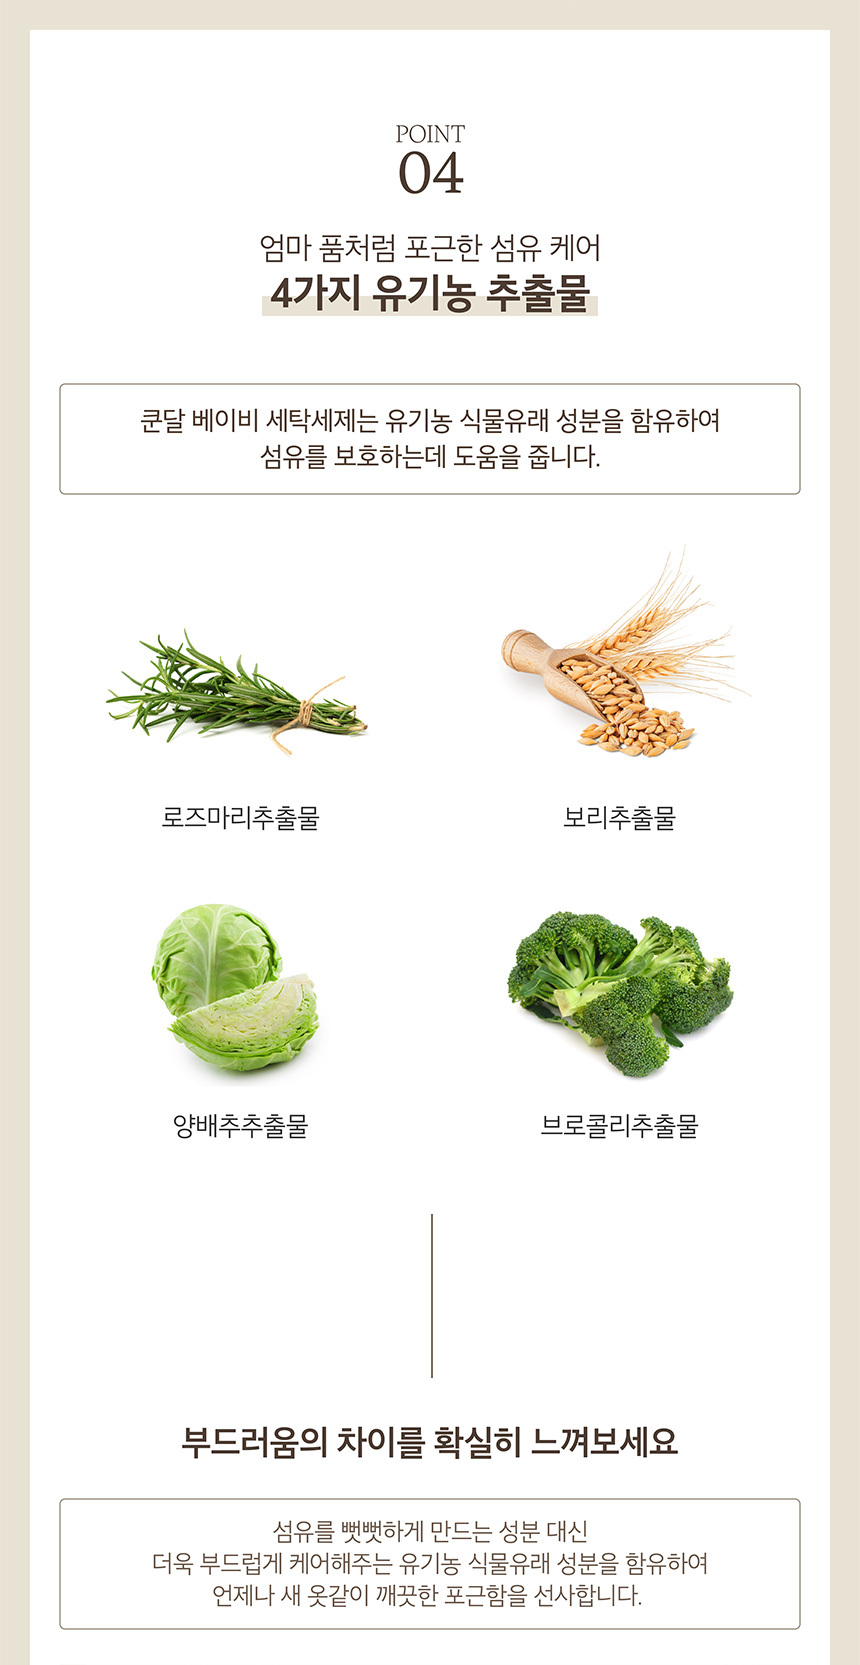 POINT
04
엄마 품처럼 포근한 섬유 케어
4가지 유기농 추출물
쿤달 베이비 세탁세제는 유기농 식물유래 성분을 함유하여
섬유를 보호하는데 도움을 줍니다.
로즈마리추출물
보리추출물
양배추추출물
브로콜리추출물
부드러움의 차이를 확실히 느껴보세요
섬유를 뻣뻣하게 만드는 성분 대신
더욱 부드럽게 케어해주는 유기농 식물유래 성분을 함유하여
언제나 새 옷같이 깨끗한 포근함을 선사합니다.